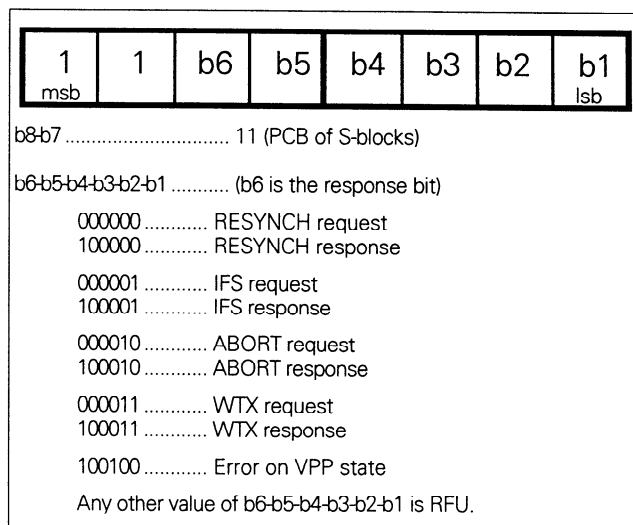 1 1 b6 b5 b4 b3 b2 b1
msb lsb
b8-b7 ............................. 11 (PCB of S-blocks)
b6-b5-b4-b3-b2-b1 ........... (b6 is the response bit)
000000 ............ RESYNCH request
100000 ............ RESYNCH response
000001 ............ IFS request
100001 ............ IFS response
000010 ............ ABORT request
100010 ............ ABORT response
000011 ............ WTX request
100011 ............ WTX response
100100 ............ Error on VPP state
Any other value of b6-b5-b4-b3-b2-b1 is RFU.